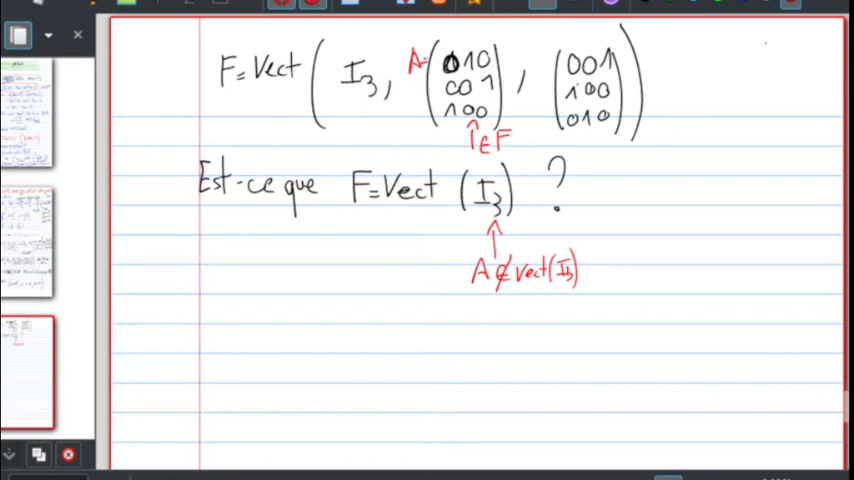 F = Vect ( I₃, A = ( 0 1 0 / 0 0 1 / 1 0 0 ), ( 0 0 1 / 1 0 0 / 0 1 0 ) )
↑ ∈ F
Est-ce que F = Vect ( I₃ ) ?
↑
A ∉ Vect(I₃)